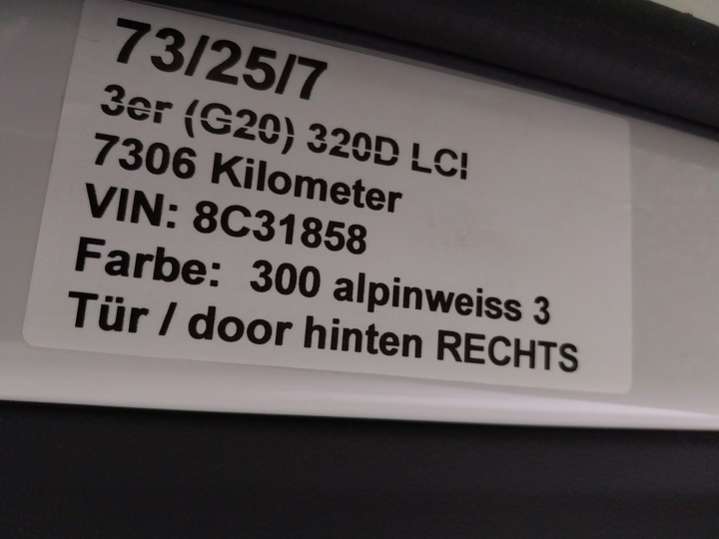 73/25/7
3er (G20) 320D LCI
7306 Kilometer
VIN: 8C31858
Farbe: 300 alpinweiss 3
Tür / door hinten RECHTS